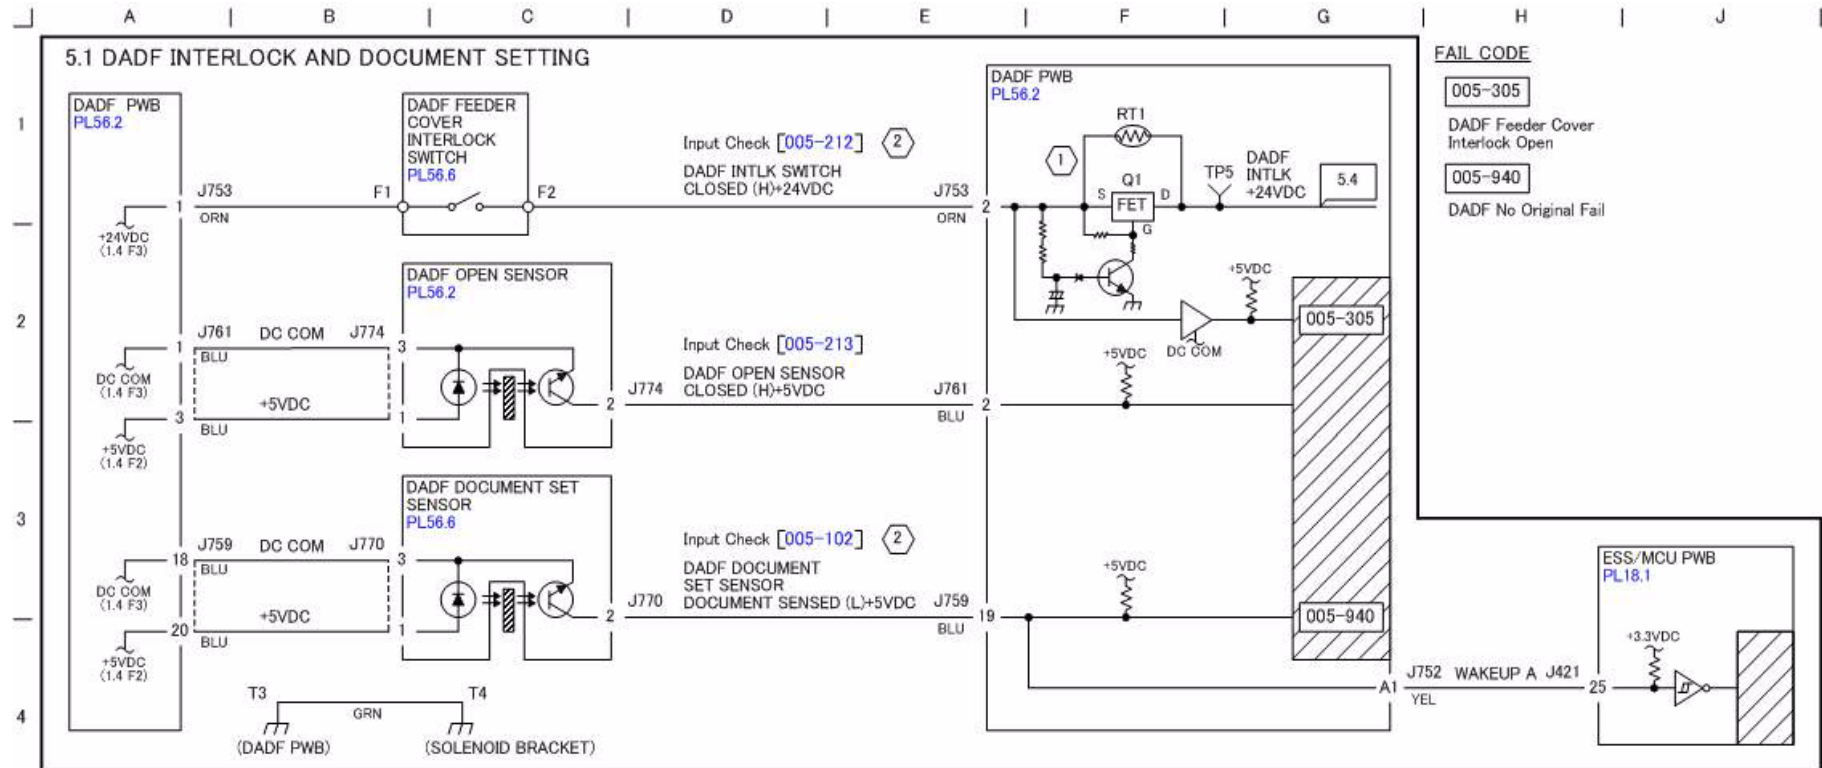 A | B | C | D | E | F | G | H | J
5.1 DADF INTERLOCK AND DOCUMENT SETTING
FAIL CODE
005-305
DADF Feeder Cover
Interlock Open
005-940
DADF No Original Fail
1
2
3
4
DADF PWB
PL56.2
1
+24VDC
(1.4 F3)
J753
ORN
F1
DADF FEEDER
COVER
INTERLOCK
SWITCH
PL56.6
F2
Input Check [005-212] 2
DADF INTLK SWITCH
CLOSED (H)+24VDC
J753
ORN
2
DADF PWB
PL56.2
RT1
1
Q1
S FET D
G
TP5
DADF
INTLK
+24VDC
5.4
+5VDC
DC COM
005-305
1
DC COM
(1.4 F3)
3
+5VDC
(1.4 F2)
J761 DC COM J774
BLU
+5VDC
BLU
DADF OPEN SENSOR
PL56.2
3
1
2
J774
Input Check [005-213]
DADF OPEN SENSOR
CLOSED (H)+5VDC
J761
BLU
2
+5VDC
18
DC COM
(1.4 F3)
20
+5VDC
(1.4 F2)
J759 DC COM J770
BLU
+5VDC
BLU
DADF DOCUMENT SET
SENSOR
PL56.6
3
1
2
J770
Input Check [005-102] 2
DADF DOCUMENT
SET SENSOR
DOCUMENT SENSED (L)+5VDC
J759
BLU
19
+5VDC
005-940
A1
J752 WAKEUP A J421
YEL
25
ESS/MCU PWB
PL18.1
+3.3VDC
T3
GRN
T4
(DADF PWB)
(SOLENOID BRACKET)